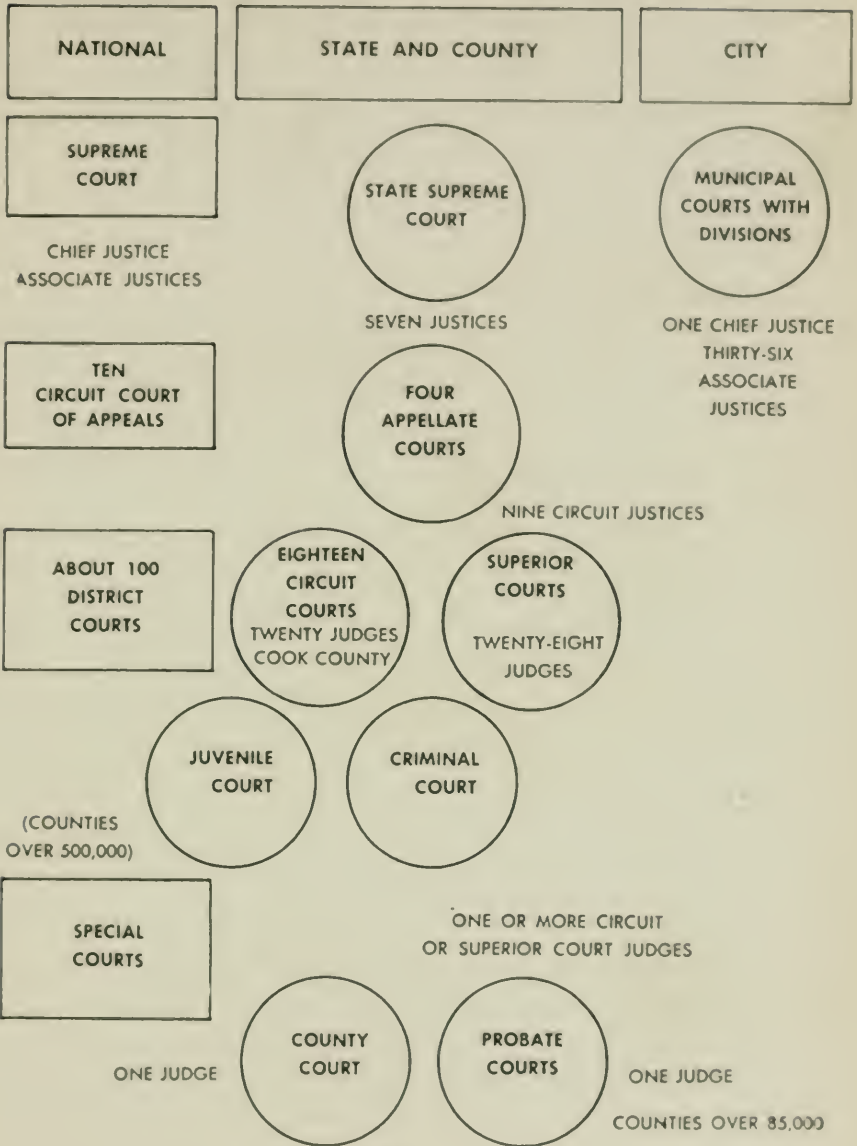 NATIONAL
STATE AND COUNTY
CITY
SUPREME
COURT
CHIEF JUSTICE
ASSOCIATE JUSTICES
STATE SUPREME
COURT
SEVEN JUSTICES
MUNICIPAL
COURTS WITH
DIVISIONS
ONE CHIEF JUSTICE
THIRTY-SIX
ASSOCIATE
JUSTICES
TEN
CIRCUIT COURT
OF APPEALS
FOUR
APPELLATE
COURTS
NINE CIRCUIT JUSTICES
ABOUT 100
DISTRICT
COURTS
EIGHTEEN
CIRCUIT
COURTS
TWENTY JUDGES
COOK COUNTY
SUPERIOR
COURTS
TWENTY-EIGHT
JUDGES
JUVENILE
COURT
CRIMINAL
COURT
(COUNTIES
OVER 500,000)
SPECIAL
COURTS
ONE OR MORE CIRCUIT
OR SUPERIOR COURT JUDGES
ONE JUDGE
COUNTY
COURT
PROBATE
COURTS
ONE JUDGE
COUNTIES OVER 85,000